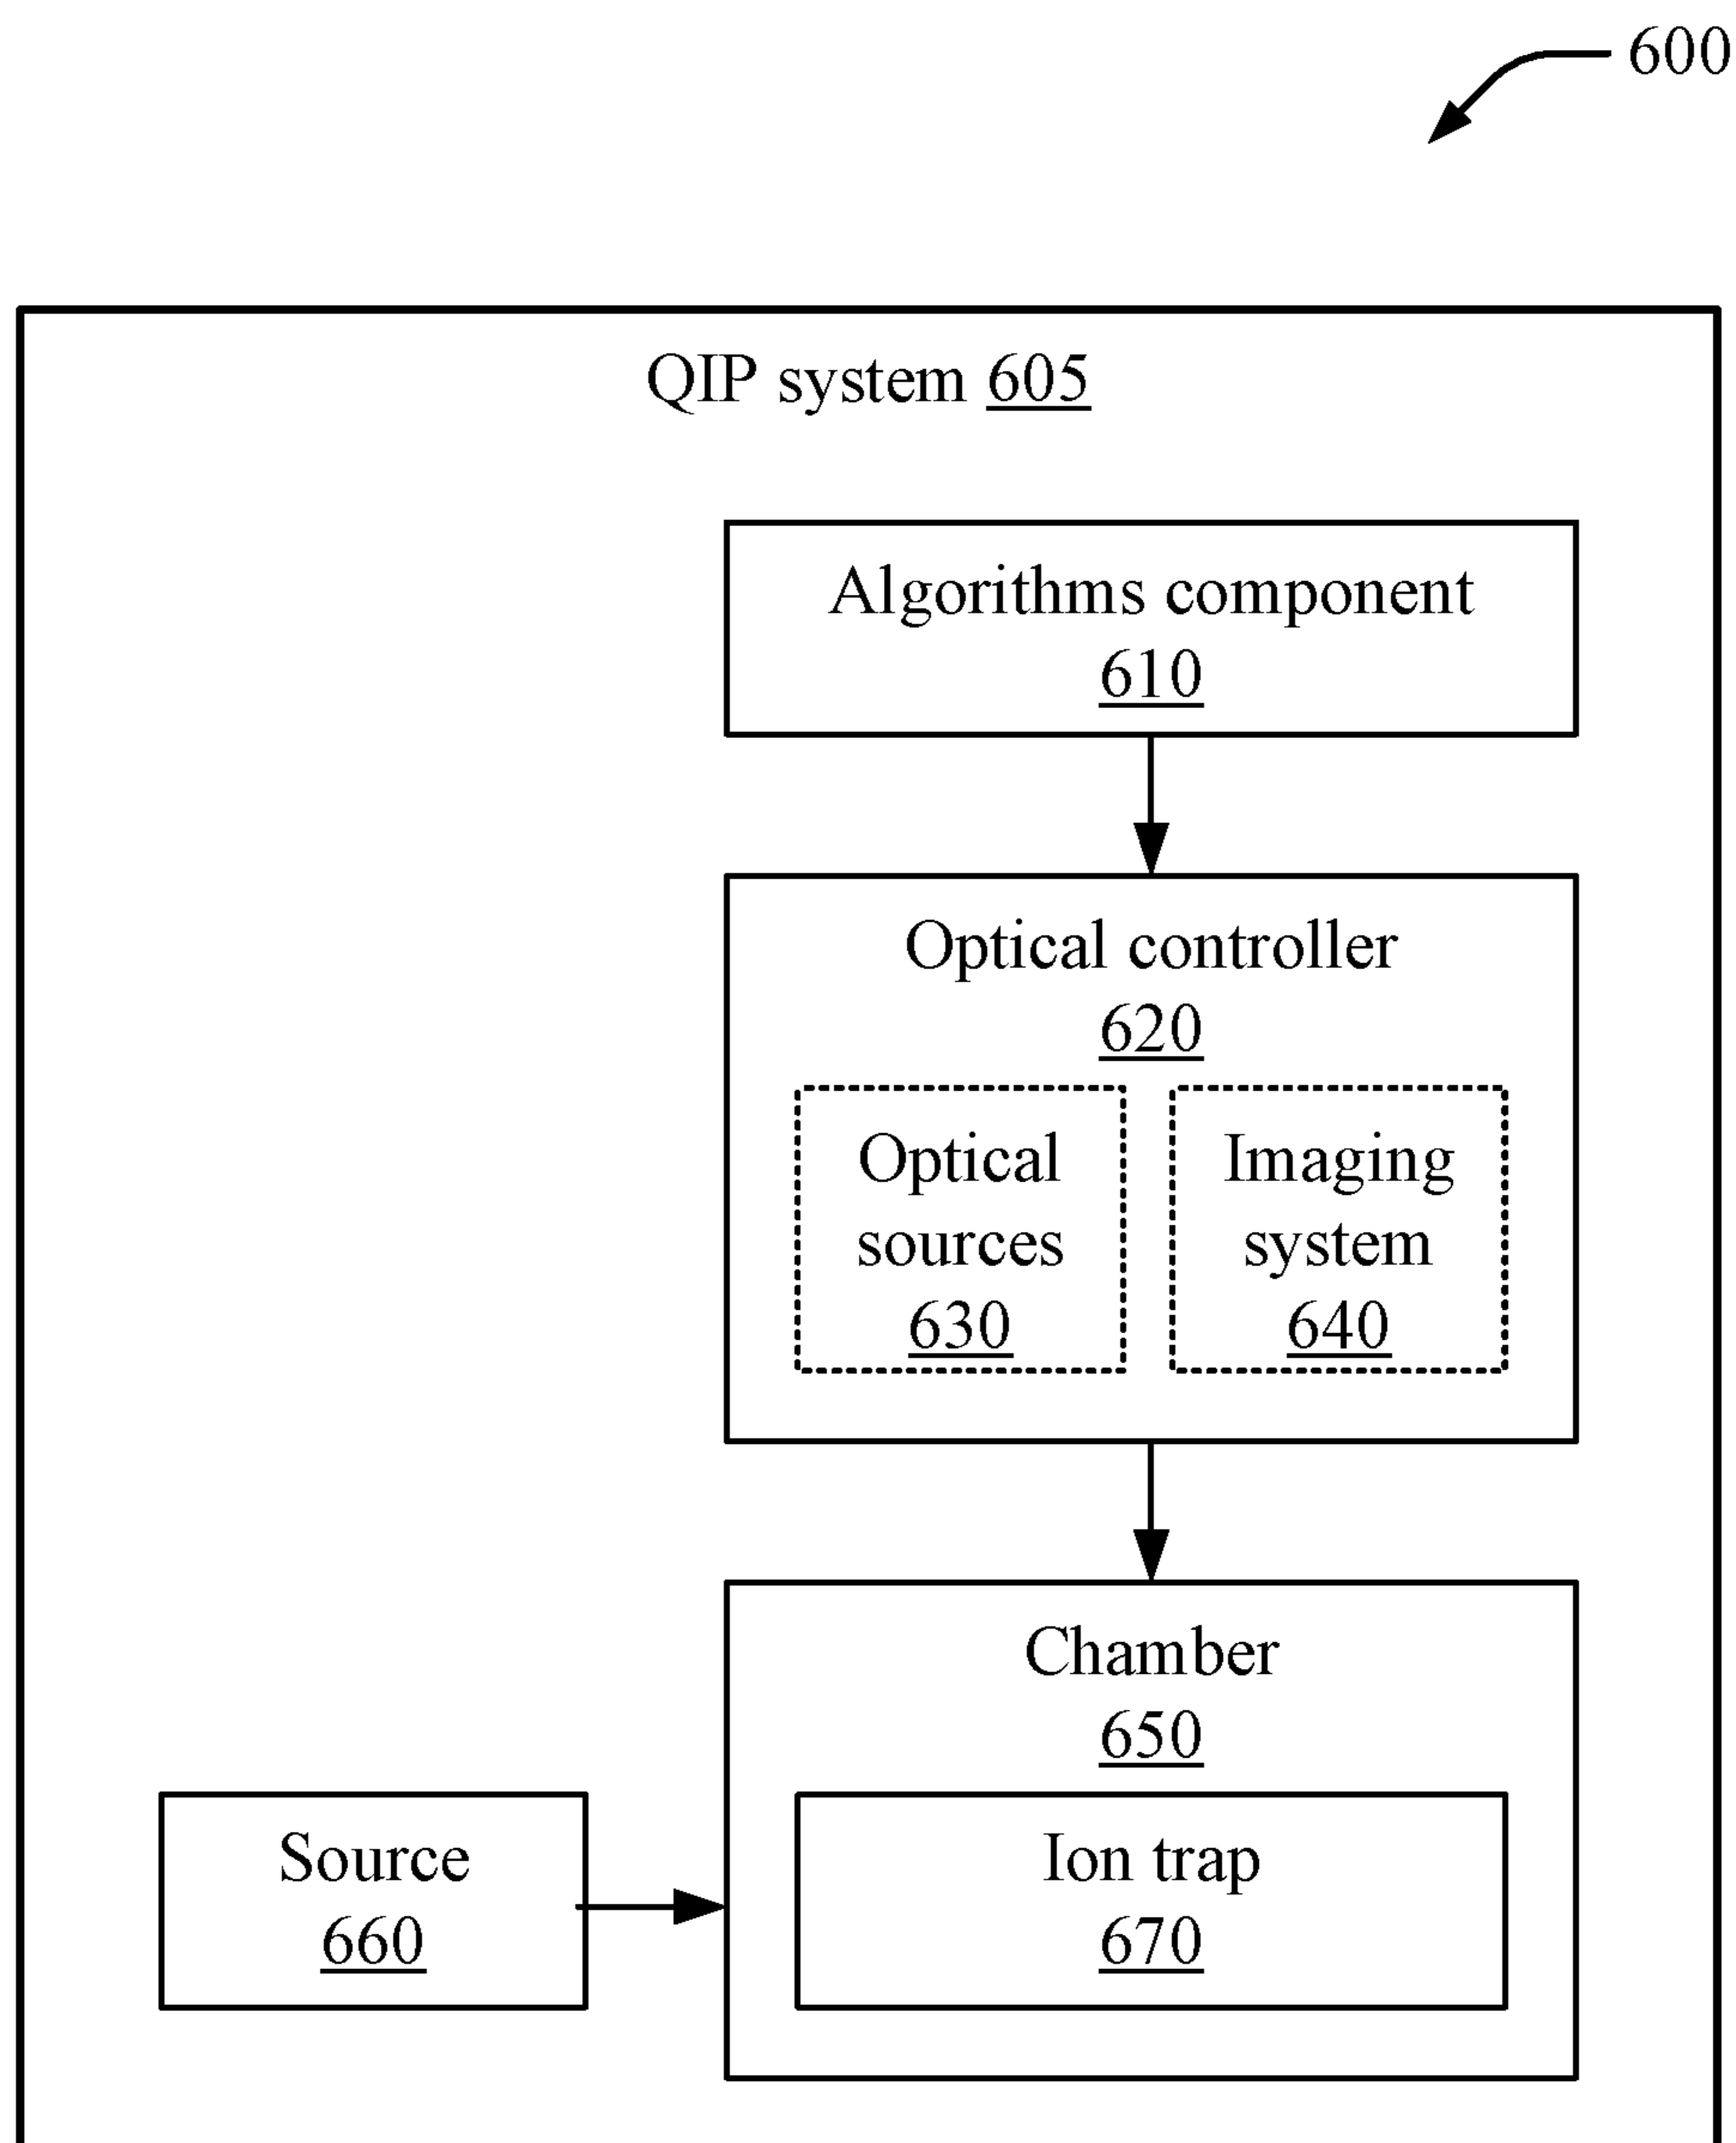 600
QIP system 605
Algorithms component
610
Optical controller
620
Optical
sources
630
Imaging
system
640
Chamber
650
Source
660
Ion trap
670